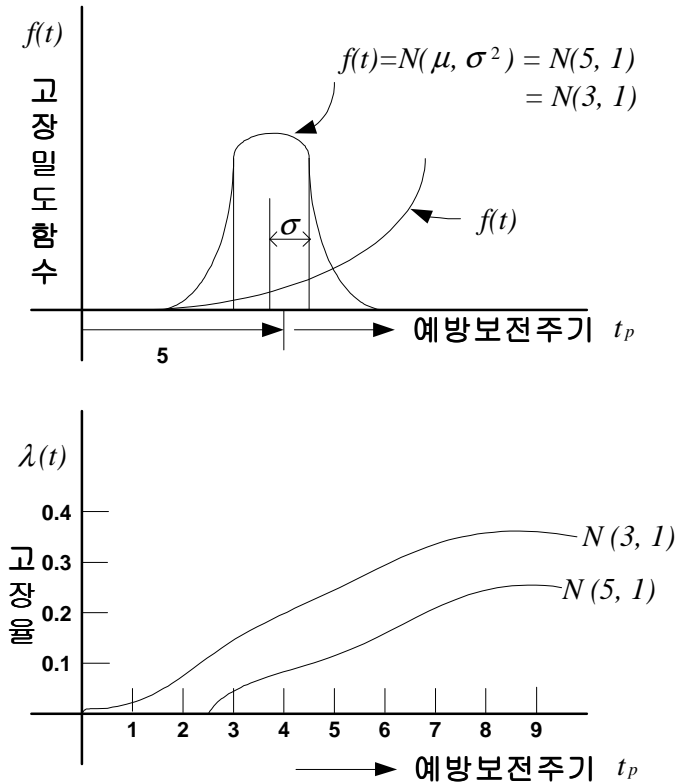 f(t)
고장밀도함수
f(t)=N(μ, σ²) = N(5, 1)
= N(3, 1)
σ
f(t)
5
예방보전주기 tₚ
λ(t)
고장율
0.4
0.3
0.2
0.1
N(3, 1)
N(5, 1)
1 2 3 4 5 6 7 8 9
예방보전주기 tₚ